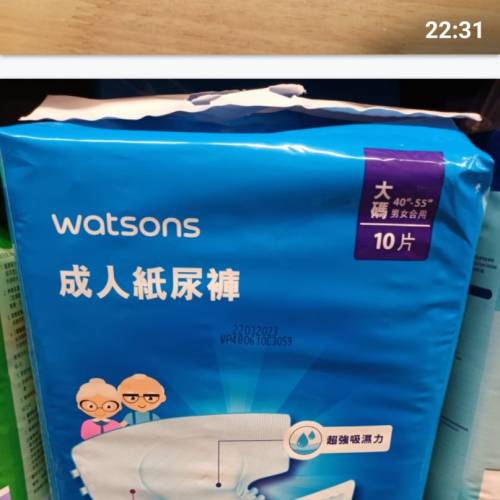 22:31
watsons
大碼
40"-55"
男女合用
10片
成人紙尿褲
22032023
超強吸濕力